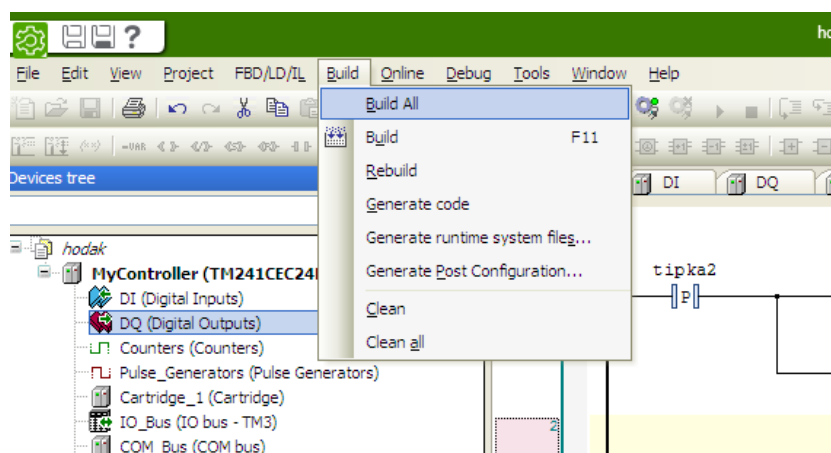 ?
ho
File Edit View Project FBD/LD/IL Build Online Debug Tools Window Help
Build All
Build F11
Rebuild
Generate code
Generate runtime system files...
Generate Post Configuration...
Clean
Clean all
Devices tree
hodak
MyController (TM241CEC24
DI (Digital Inputs)
DQ (Digital Outputs)
Counters (Counters)
Pulse_Generators (Pulse Generators)
Cartridge_1 (Cartridge)
IO_Bus (IO bus - TM3)
COM_Bus (COM bus)
DI DQ
tipka2
P
2